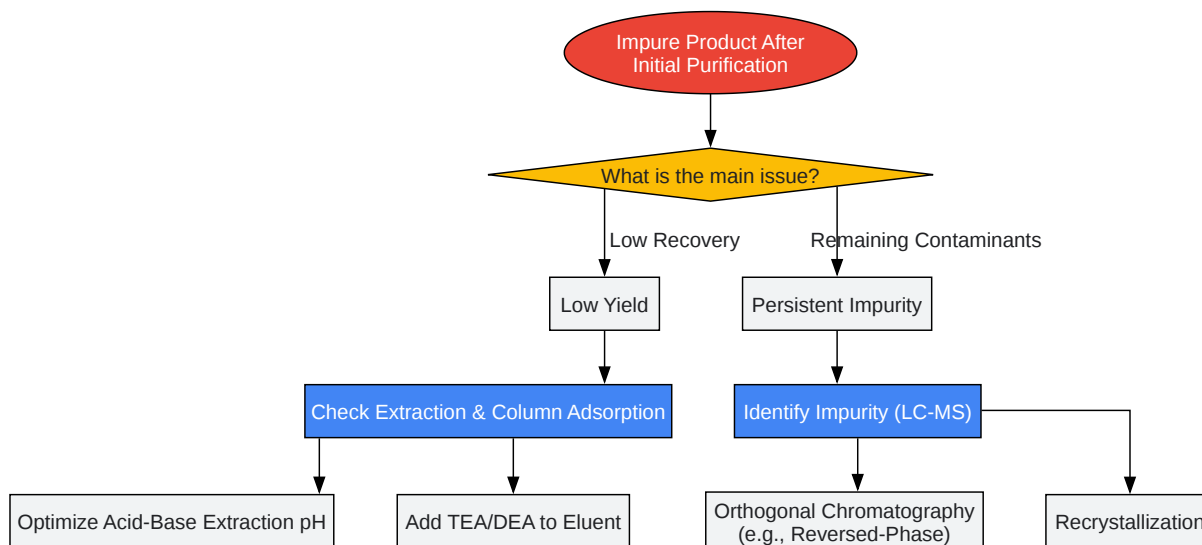 Impure Product After
Initial Purification
What is the main issue?
Low Recovery
Remaining Contaminants
Low Yield
Persistent Impurity
Check Extraction & Column Adsorption
Identify Impurity (LC-MS)
Optimize Acid-Base Extraction pH
Add TEA/DEA to Eluent
Orthogonal Chromatography
(e.g., Reversed-Phase)
Recrystallization